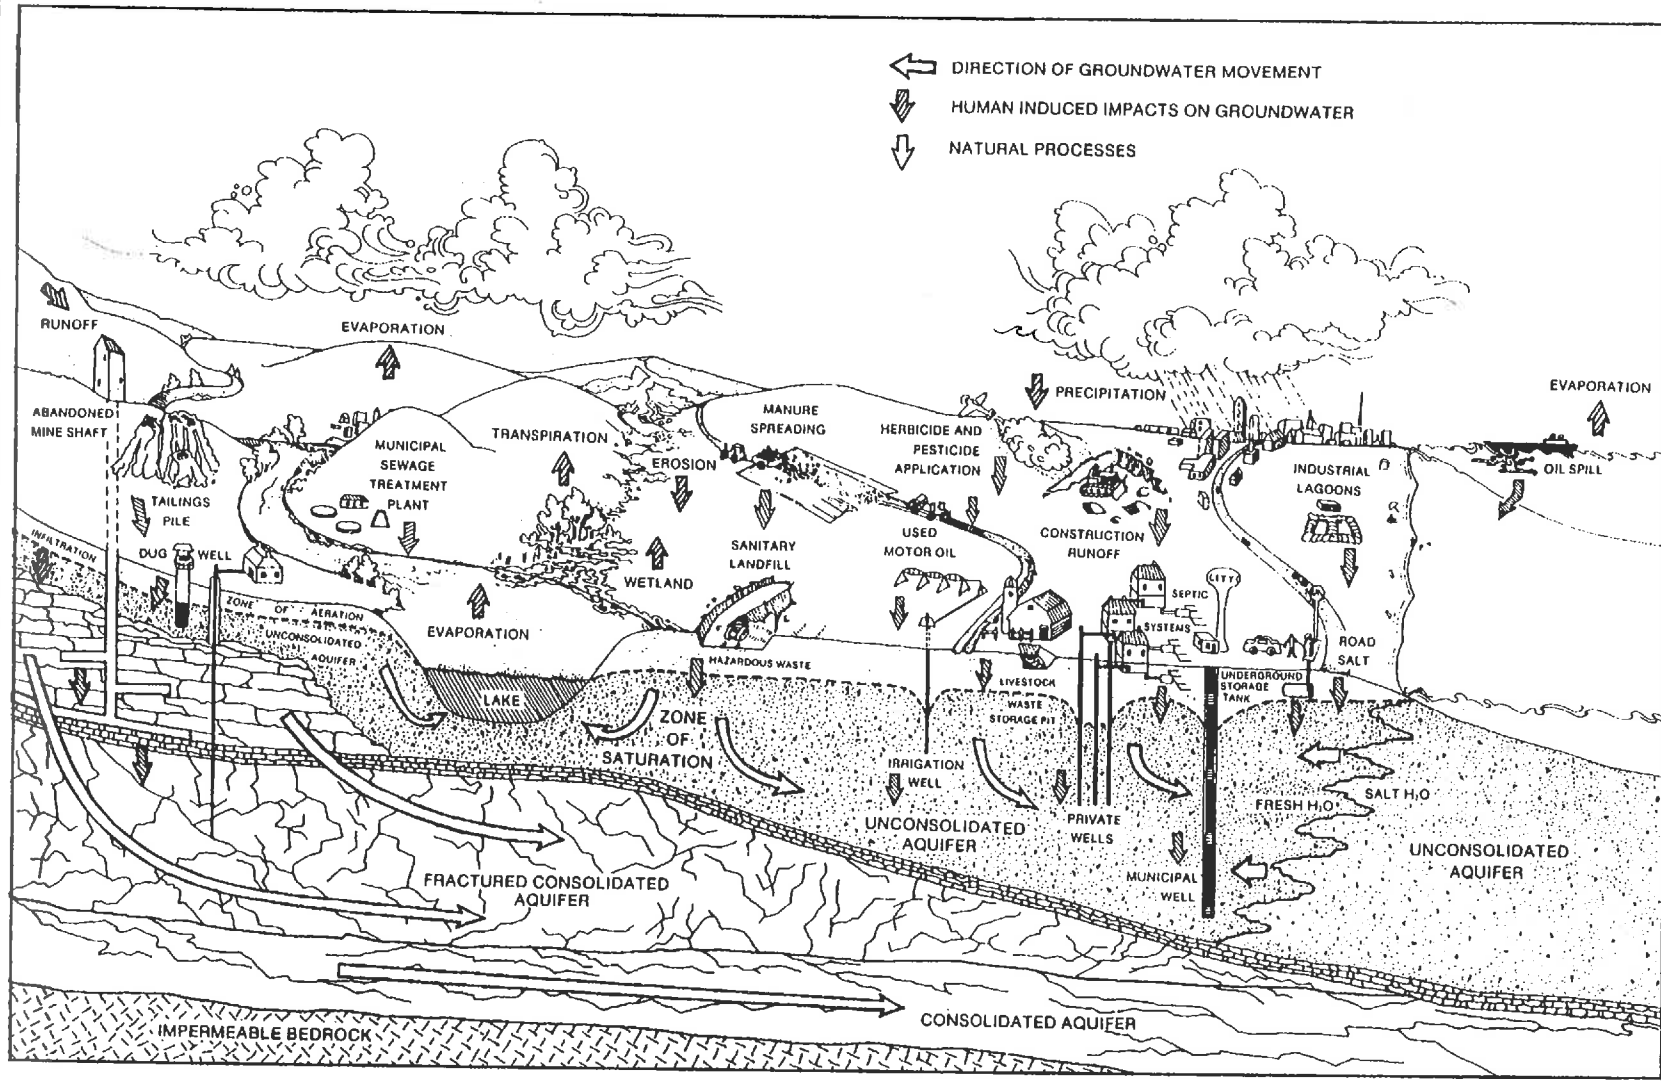 DIRECTION OF GROUNDWATER MOVEMENT
HUMAN INDUCED IMPACTS ON GROUNDWATER
NATURAL PROCESSES
RUNOFF
EVAPORATION
PRECIPITATION
EVAPORATION
ABANDONED
MINE SHAFT
TAILINGS
PILE
MUNICIPAL
SEWAGE
TREATMENT
PLANT
TRANSPIRATION
EROSION
MANURE
SPREADING
HERBICIDE AND
PESTICIDE
APPLICATION
INDUSTRIAL
LAGOONS
OIL SPILL
INFILTRATION
DUG WELL
WETLAND
SANITARY
LANDFILL
USED
MOTOR OIL
CONSTRUCTION
RUNOFF
ZONE OF AERATION
UNCONSOLIDATED
AQUIFER
EVAPORATION
LAKE
HAZARDOUS WASTE
SEPTIC
SYSTEMS
CITY
ROAD
SALT
LIVESTOCK
WASTE
STORAGE PIT
UNDERGROUND
STORAGE
TANK
ZONE
OF
SATURATION
IRRIGATION
WELL
PRIVATE
WELLS
FRESH H2O
SALT H2O
UNCONSOLIDATED
AQUIFER
MUNICIPAL
WELL
UNCONSOLIDATED
AQUIFER
FRACTURED CONSOLIDATED
AQUIFER
CONSOLIDATED AQUIFER
IMPERMEABLE BEDROCK